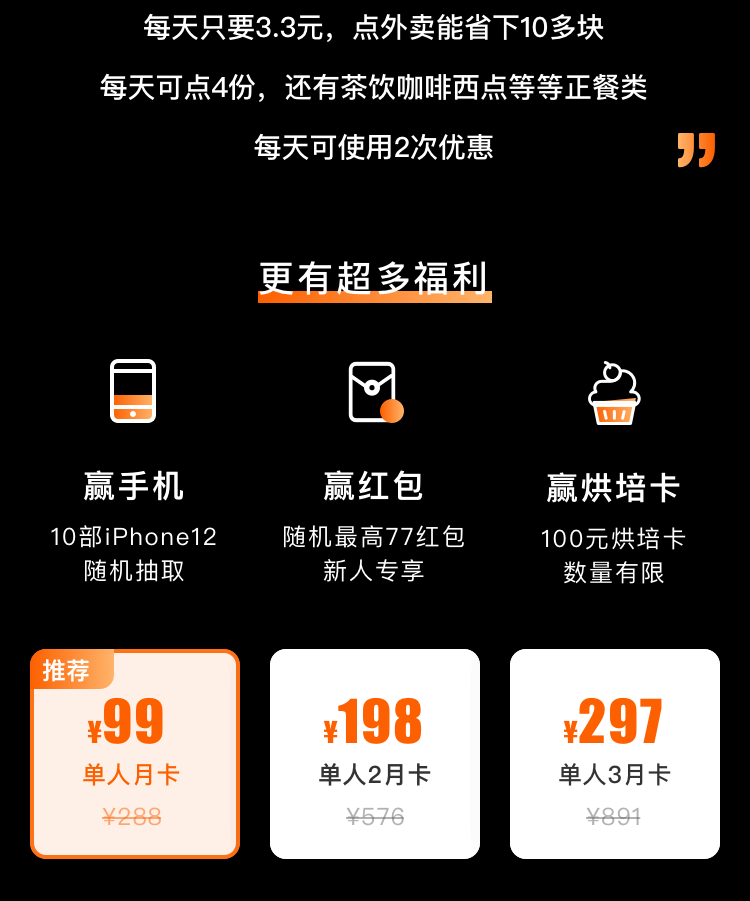 每天只要3.3元，点外卖能省下10多块
每天可点4份，还有茶饮咖啡西点等等正餐类
每天可使用2次优惠
”
更有超多福利
赢手机
赢红包
赢烘培卡
10部iPhone12
随机抽取
随机最高77红包
新人专享
100元烘培卡
数量有限
推荐
¥99
单人月卡
¥288
¥198
单人2月卡
¥576
¥297
单人3月卡
¥891